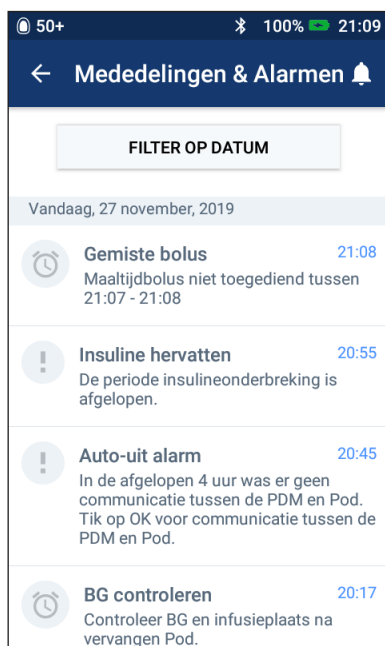 50+ 100% 21:09
Mededelingen & Alarmen
FILTER OP DATUM
Vandaag, 27 november, 2019
Gemiste bolus 21:08
Maaltijdbolus niet toegediend tussen
21:07 - 21:08
Insuline hervatten 20:55
De periode insulineonderbreking is
afgelopen.
Auto-uit alarm 20:45
In de afgelopen 4 uur was er geen
communicatie tussen de PDM en Pod.
Tik op OK voor communicatie tussen de
PDM en Pod.
BG controleren 20:17
Controleer BG en infusieplaats na
vervangen Pod.